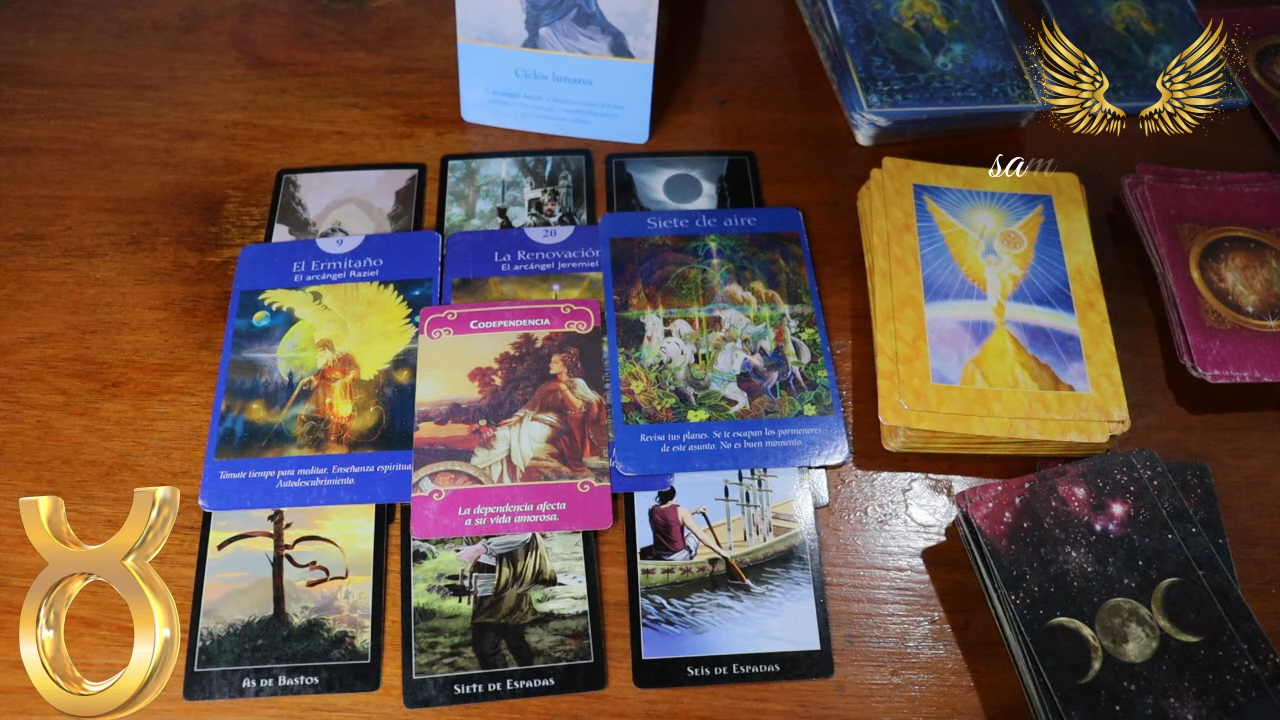 Ciclos lunares
sam
9
El Ermitaño
El arcángel Raziel
Tómate tiempo para meditar. Enseñanza espiritual
Autodescubrimiento.
20
La Renovación
El arcángel Jeremiel
Siete de aire
Revisa tus planes. Se te escapan los pormenores
de este asunto. No es buen momento.
Codependencia
La dependencia afecta
a su vida amorosa.
As de Bastos
Siete de Espadas
Seis de Espadas